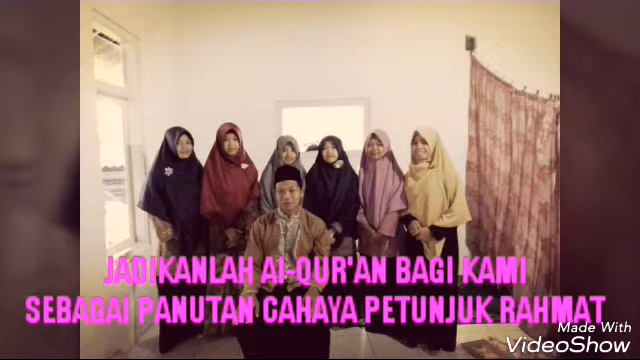 JADIKANLAH Al-QUR'AN BAGI KAMI
SEBAGAI PANUTAN CAHAYA PETUNJUK RAHMAT
Made With
VideoShow